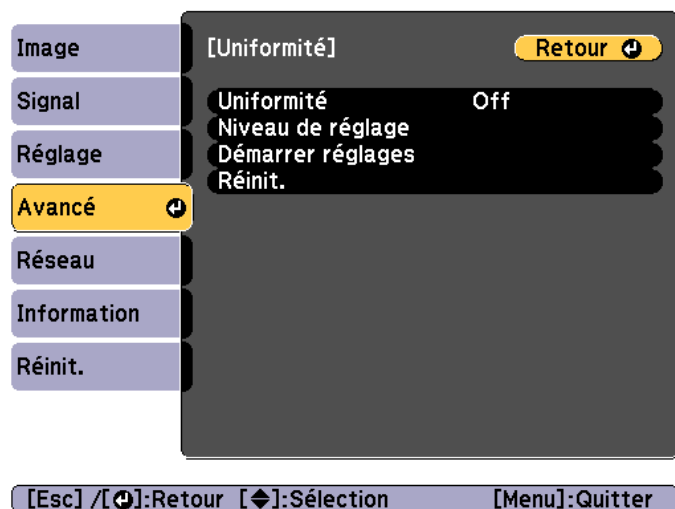 Image
Signal
Réglage
Avancé
Réseau
Information
Réinit.
[Uniformité]
Retour
Uniformité Off
Niveau de réglage
Démarrer réglages
Réinit.
[Esc] /[ ]:Retour [ ]:Sélection [Menu]:Quitter